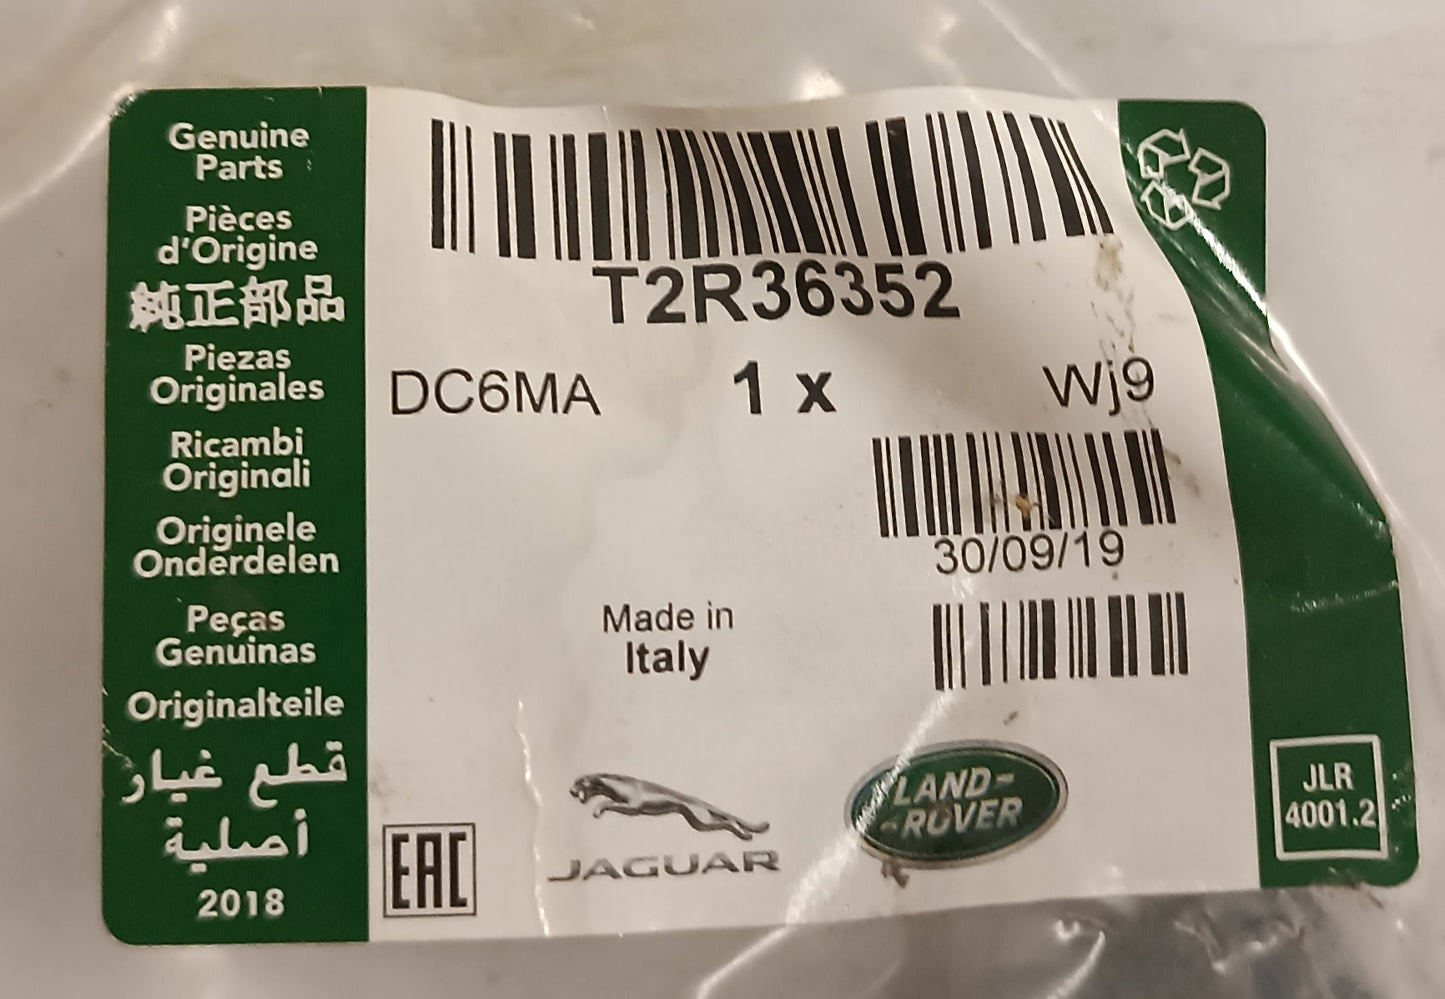 Genuine
Parts
Pièces
d'Origine
純正部品
Piezas
Originales
Ricambi
Originali
Originele
Onderdelen
Peças
Genuinas
Originalteile
قطع غيار
أصلية
2018
T2R36352
DC6MA 1 x Wj9
30/09/19
Made in
Italy
EAC
JAGUAR
LAND-
-ROVER
JLR
4001.2